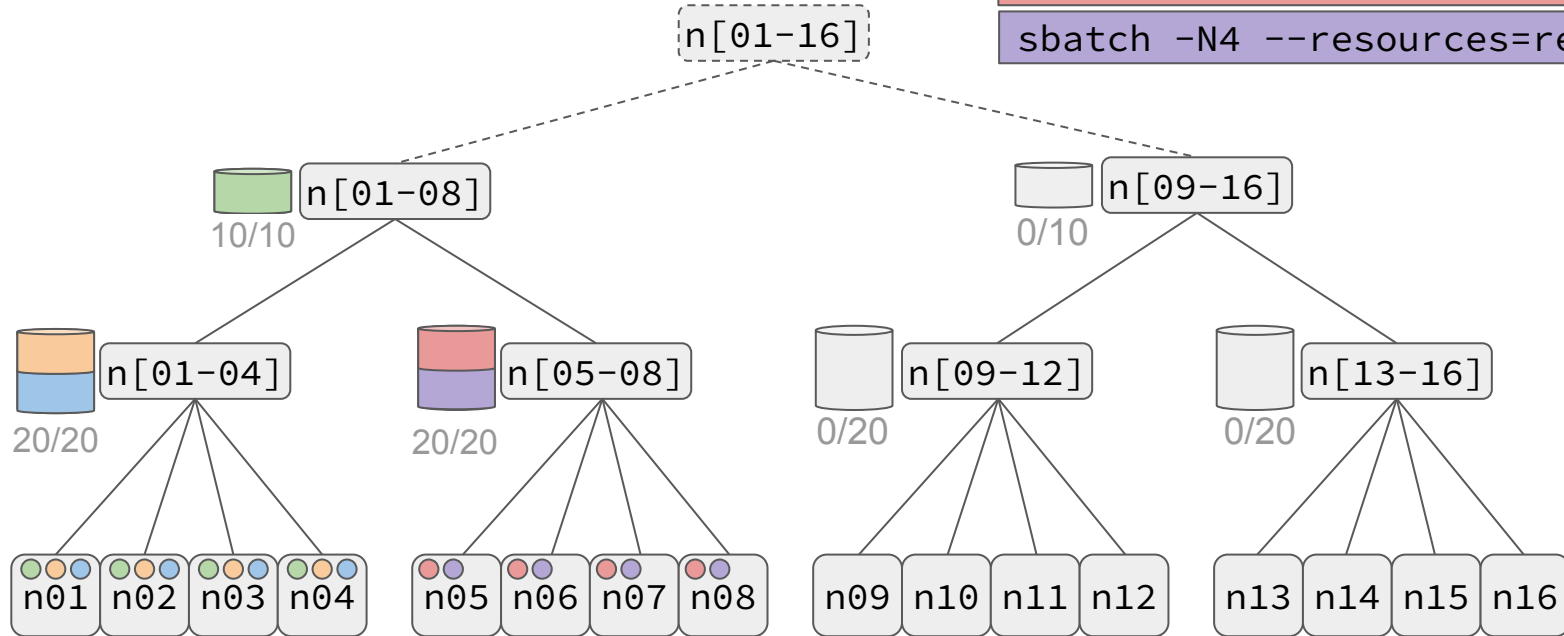 n[01-16]
sbatch -N4 --resources=re
n[01-08]
n[09-16]
10/10
0/10
n[01-04]
n[05-08]
n[09-12]
n[13-16]
20/20
20/20
0/20
0/20
n01 n02 n03 n04 n05 n06 n07 n08 n09 n10 n11 n12 n13 n14 n15 n16